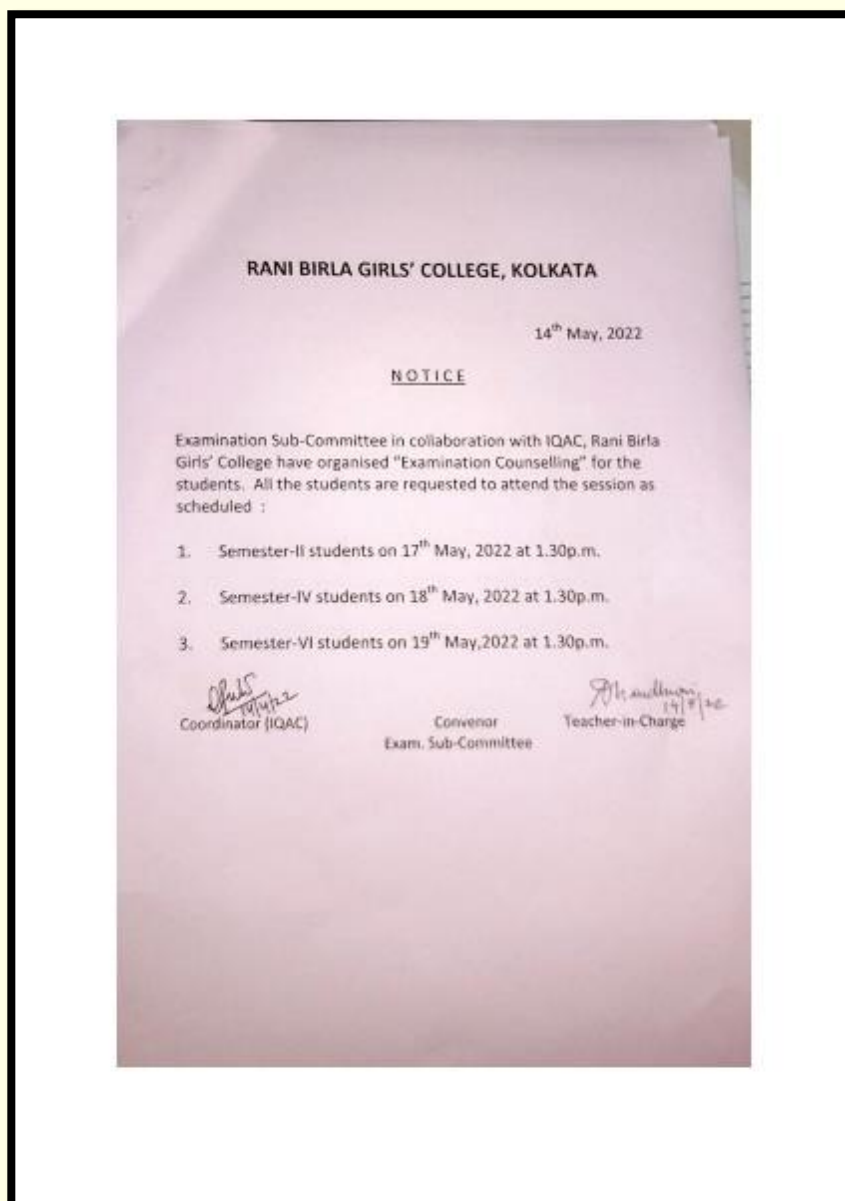 RANI BIRLA GIRLS' COLLEGE, KOLKATA
14th May, 2022
NOTICE
Examination Sub-Committee in collaboration with IQAC, Rani Birla
Girls' College have organised "Examination Counselling" for the
students. All the students are requested to attend the session as
scheduled :
1. Semester-II students on 17th May, 2022 at 1.30p.m.
2. Semester-IV students on 18th May, 2022 at 1.30p.m.
3. Semester-VI students on 19th May,2022 at 1.30p.m.
14/5/22
Coordinator (IQAC) Convenor Teacher-in-Charge
Exam. Sub-Committee